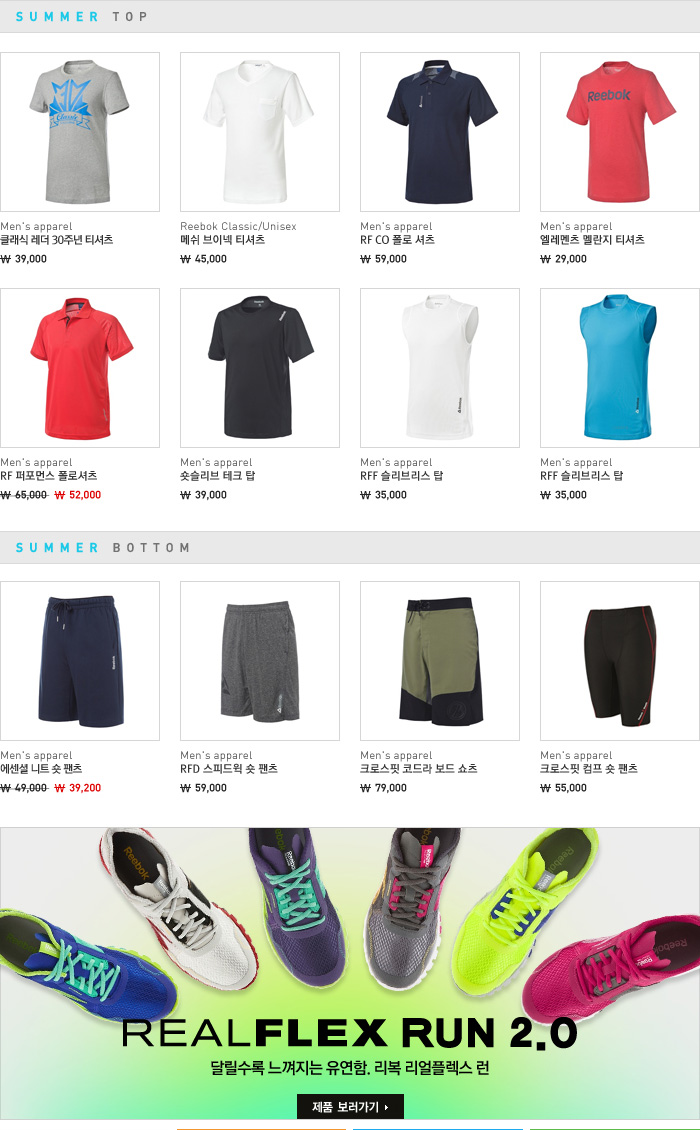 SUMMER TOP
Reebok
Classic
Men's apparel
클래식 레더 30주년 티셔츠
₩ 39,000
Reebok Classic/Unisex
메쉬 브이넥 티셔츠
₩ 45,000
Men's apparel
RF CO 폴로 셔츠
₩ 59,000
Men's apparel
엘레멘츠 멜란지 티셔츠
₩ 29,000
Men's apparel
RF 퍼포먼스 폴로셔츠
₩ 65,000 ₩ 52,000
Men's apparel
숏슬리브 테크 탑
₩ 39,000
Men's apparel
RFF 슬리브리스 탑
₩ 35,000
Men's apparel
RFF 슬리브리스 탑
₩ 35,000
SUMMER BOTTOM
Men's apparel
에센셜 니트 숏 팬츠
₩ 49,000 ₩ 39,200
Men's apparel
RFD 스피드윅 숏 팬츠
₩ 59,000
Men's apparel
크로스핏 코드라 보드 쇼츠
₩ 79,000
Men's apparel
크로스핏 컴프 숏 팬츠
₩ 55,000
Reebok
Reebok
Reebok
REALFLEX RUN 2.0
달릴수록 느껴지는 유연함. 리복 리얼플렉스 런
제품 보러가기